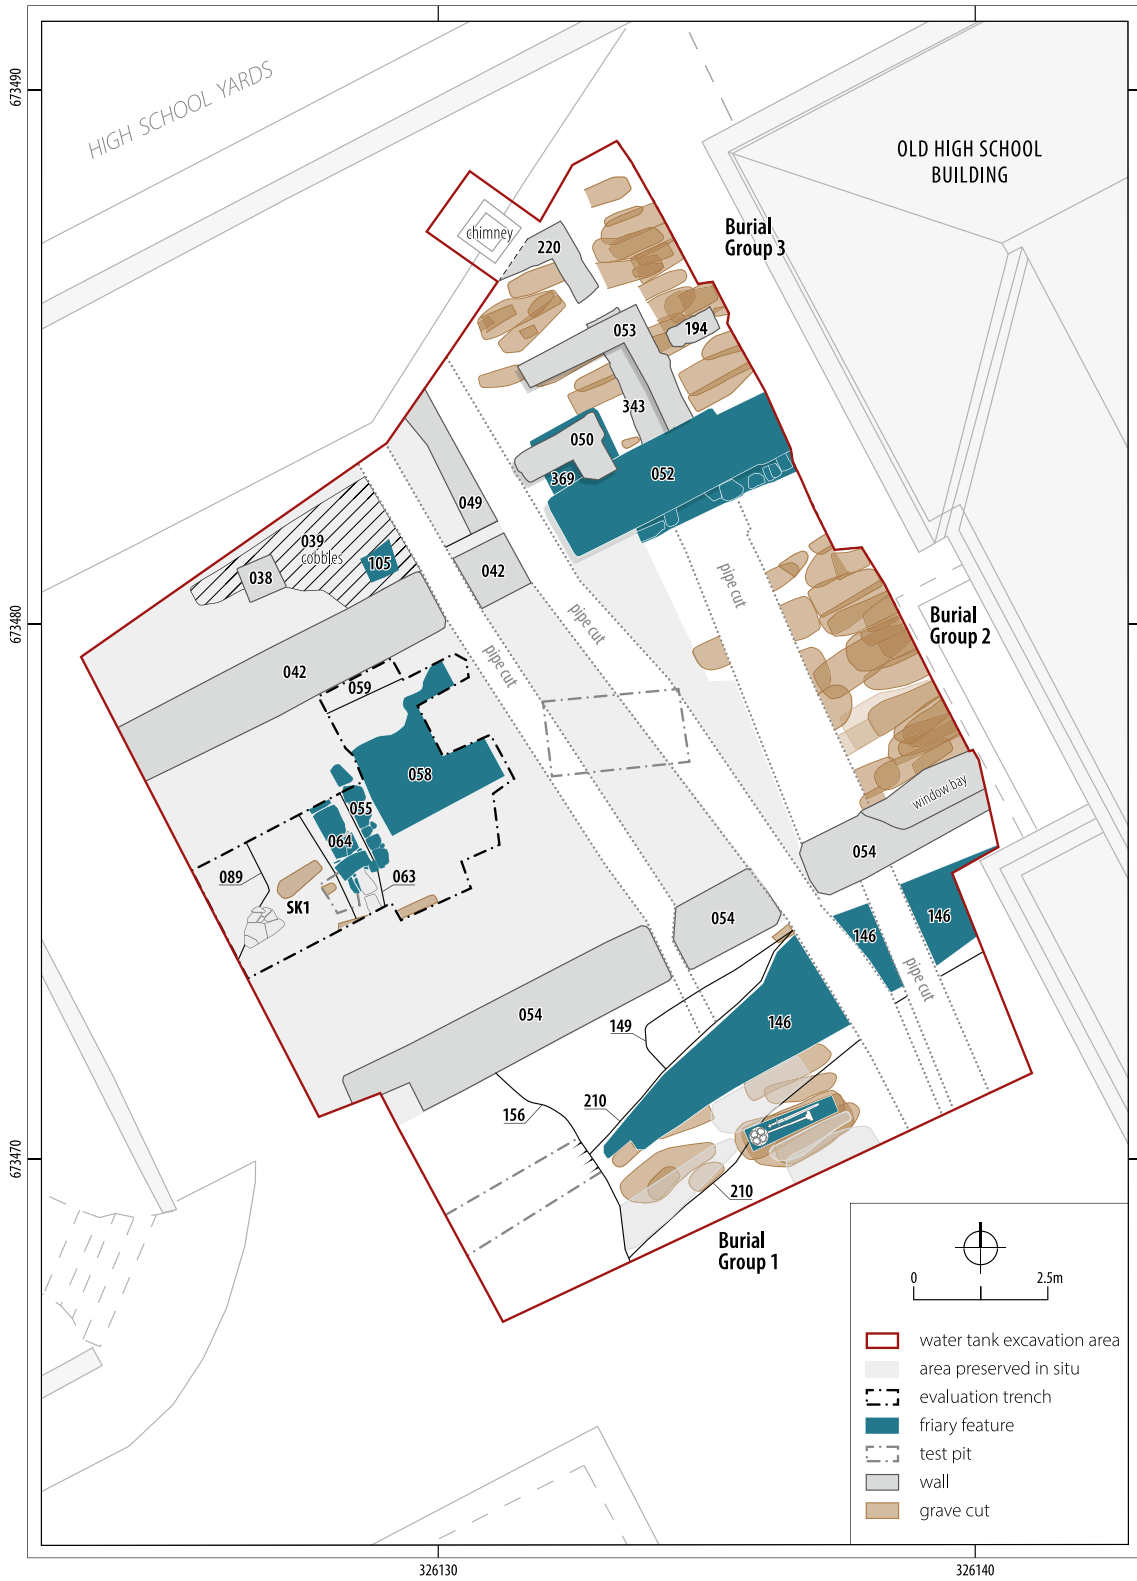 673490
HIGH SCHOOL YARDS
OLD HIGH SCHOOL
BUILDING
chimney
220
Burial
Group 3
053
194
343
050
052
369
049
039
cobbles
105
038
042
pipe cut
pipe cut
pipe cut
673480
Burial
Group 2
042
059
058
055
064
window bay
054
089
063
SK1
054
146
146
pipe cut
054
149
146
156
210
673470
210
Burial
Group 1
0
2.5m
water tank excavation area
area preserved in situ
evaluation trench
friary feature
test pit
wall
grave cut
326130
326140